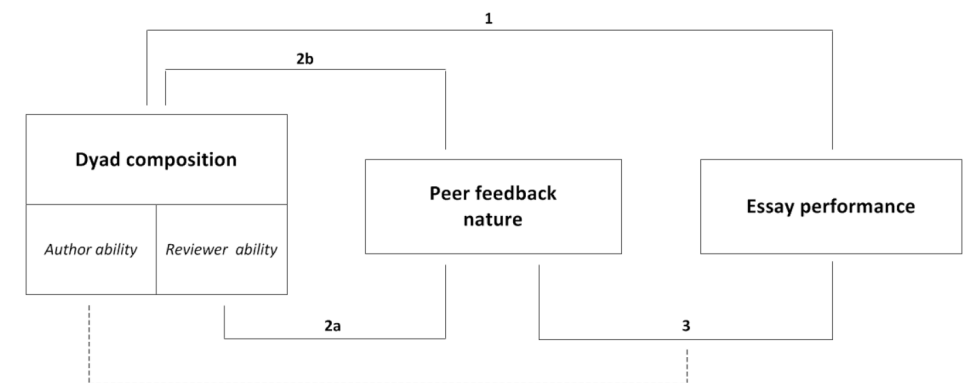 1
2b
Dyad composition
Peer feedback
nature
Essay performance
Author ability
Reviewer ability
2a
3